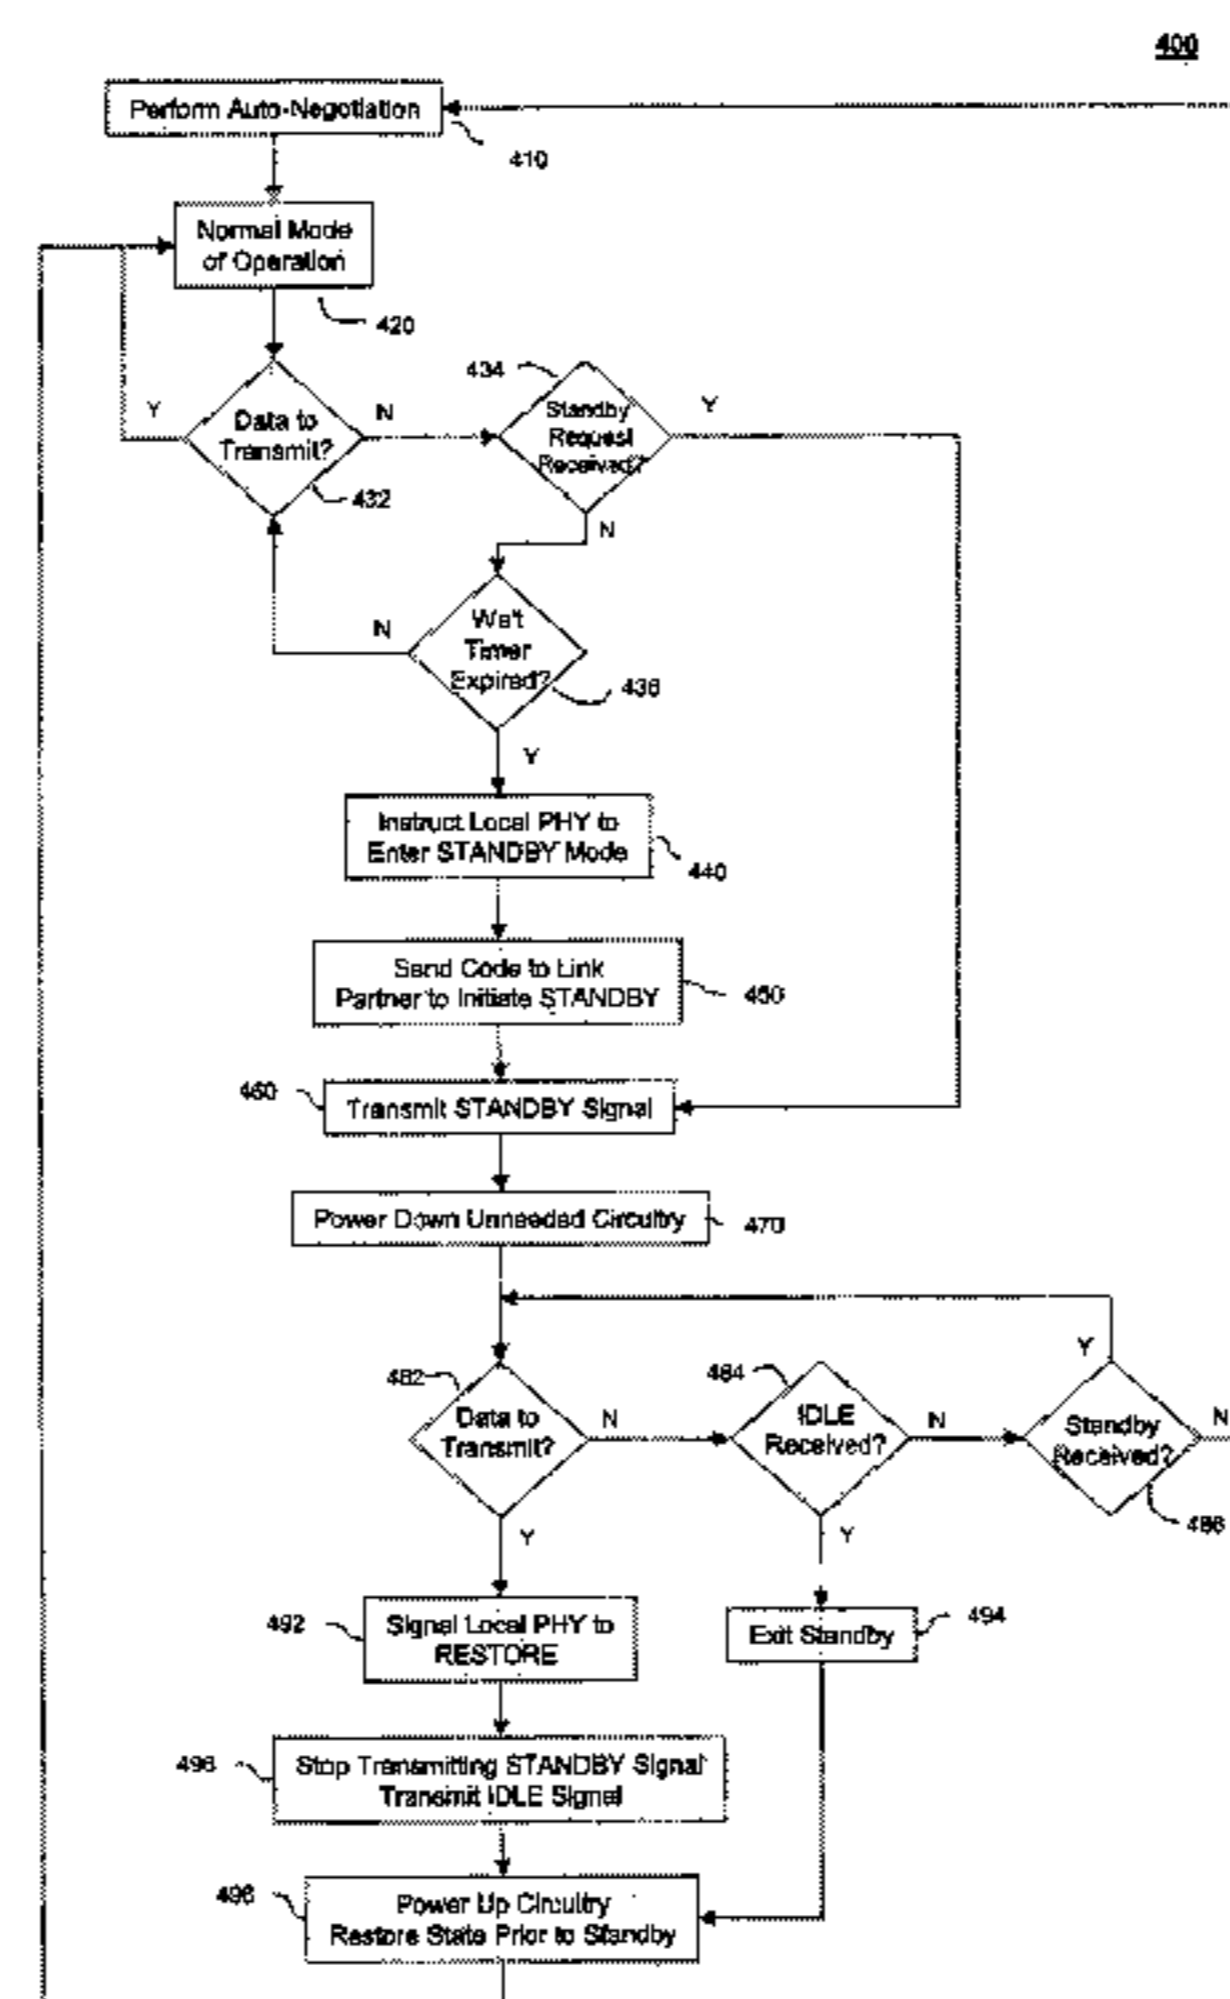 400
Perform Auto-Negotiation
410
Normal Mode
of Operation
420
434
Data to
Transmit?
Y
N
432
Standby
Request
Received?
Y
N
Wait
Timer
Expired?
N
436
Y
Instruct Local PHY to
Enter STANDBY Mode
440
Send Code to Link
Partner to Initiate STANDBY
450
460
Transmit STANDBY Signal
Power Down Unneeded Circuitry
470
482
Data to
Transmit?
N
484
IDLE
Received?
N
Y
Standby
Received?
N
486
Y
Y
492
Signal Local PHY to
RESTORE
Exit Standby
494
Stop Transmitting STANDBY Signal
Transmit IDLE Signal
Power Up Circuitry
Restore State Prior to Standby